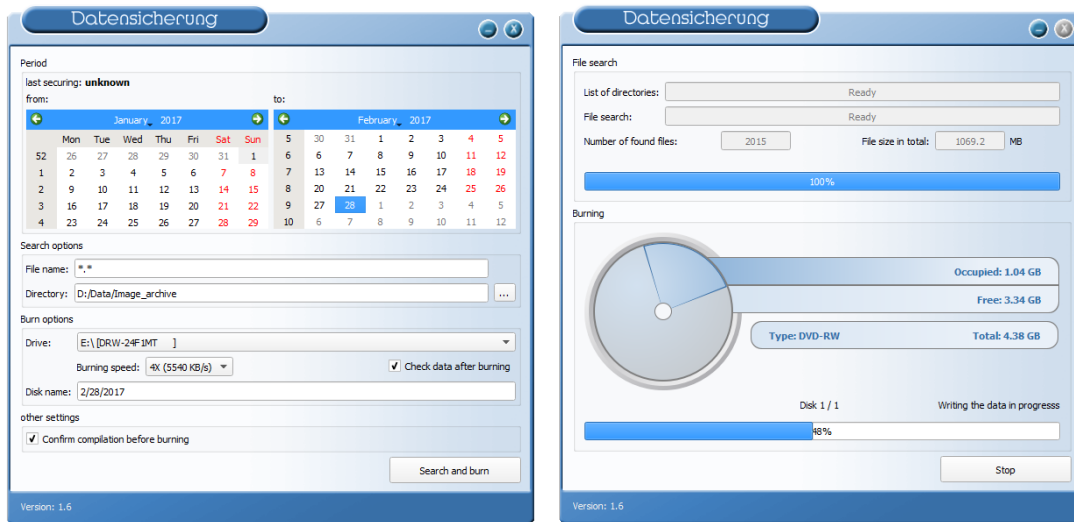 Datensicherung
Period
last securing: unknown
from:
to:
January, 2017
February, 2017
Mon Tue Wed Thu Fri Sat Sun
52 26 27 28 29 30 31 1
1 2 3 4 5 6 7 8
2 9 10 11 12 13 14 15
3 16 17 18 19 20 21 22
4 23 24 25 26 27 28 29
5 30 31 1 2 3 4 5
6 6 7 8 9 10 11 12
7 13 14 15 16 17 18 19
8 20 21 22 23 24 25 26
9 27 28 1 2 3 4 5
10 6 7 8 9 10 11 12
Search options
File name: *.*
Directory: D:/Data/Image_archive ...
Burn options
Drive: E:\ [DRW-24F1MT ]
Burning speed: 4X (5540 KB/s) Check data after burning
Disk name: 2/28/2017
other settings
Confirm compilation before burning
Search and burn
Version: 1.6
Datensicherung
File search
List of directories: Ready
File search: Ready
Number of found files: 2015 File size in total: 1069.2 MB
100%
Burning
Occupied: 1.04 GB
Free: 3.34 GB
Type: DVD-RW Total: 4.38 GB
Disk 1 / 1 Writing the data in progresss
48%
Stop
Version: 1.6